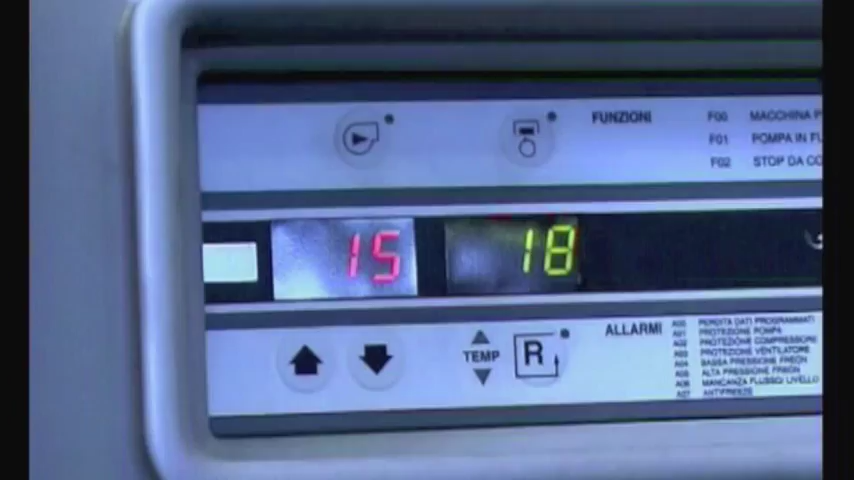 FUNZIONI
F00 MACCHINA
F01 POMPA IN
F02 STOP DA
15 18
TEMP
R
ALLARMI
A00 PERDITA DATI PROGRAMMATI
A01 PROTEZIONE POMPA
A02 PROTEZIONE COMPRESSORE
A03 PROTEZIONE VENTILATORE
A04 BASSA PRESSIONE FREON
A05 ALTA PRESSIONE FREON
A06 MANCANZA FLUSSO/LIVELLO
A07 ANTIFREEZE